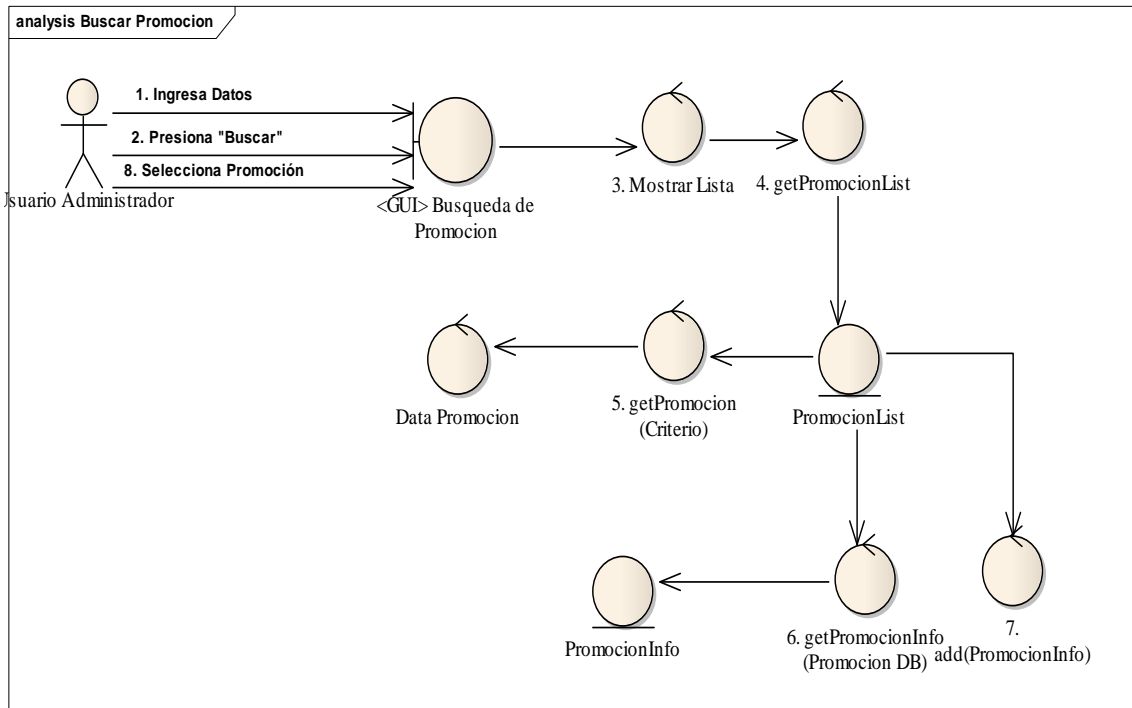 analysis Buscar Promocion
1. Ingresa Datos
2. Presiona "Buscar"
8. Selecciona Promoción
Usuario Administrador
<GUI> Busqueda de
Promocion
3. Mostrar Lista
4. getPromocionList
Data Promocion
5. getPromocion
(Criterio)
PromocionList
PromocionInfo
6. getPromocionInfo
(Promocion DB)
7.
add(PromocionInfo)